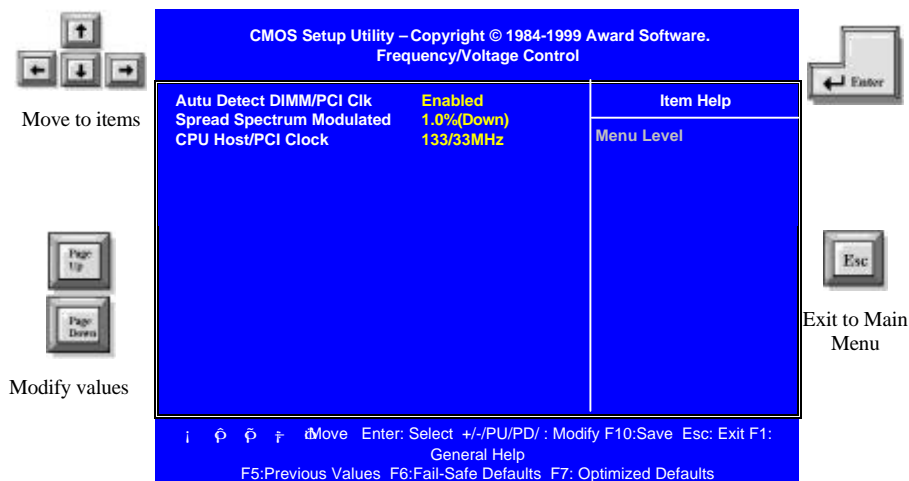 CMOS Setup Utility – Copyright © 1984-1999 Award Software.
Frequency/Voltage Control
Enter
Move to items
Autu Detect DIMM/PCI Clk Enabled
Spread Spectrum Modulated 1.0%(Down)
CPU Host/PCI Clock 133/33MHz
Item Help
Menu Level
Page Up
Page Down
Modify values
Esc
Exit to Main
Menu
Move Enter: Select +/-/PU/PD/ : Modify F10:Save Esc: Exit F1:
General Help
F5:Previous Values F6:Fail-Safe Defaults F7: Optimized Defaults